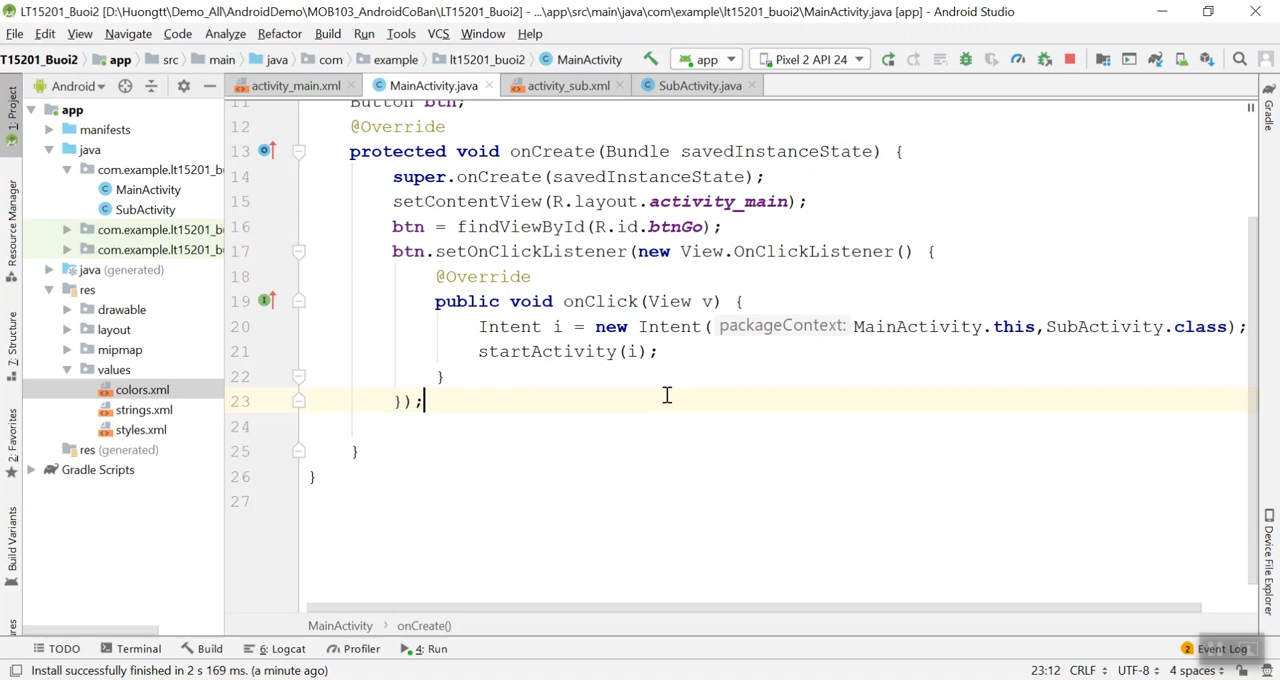 LT15201_Buoi2 [D:\Huongtt\Demo_All\AndroidDemo\MOB103_AndroidCoBan\LT15201_Buoi2] - ...\app\src\main\java\com\example\lt15201_buoi2\MainActivity.java [app] - Android Studio
File Edit View Navigate Code Analyze Refactor Build Run Tools VCS Window Help
T15201_Buoi2 app src main java com example lt15201_buoi2 MainActivity app Pixel 2 API 24
Android activity_main.xml MainActivity.java activity_sub.xml SubActivity.java
1: Project
Resource Manager
7: Structure
2: Favorites
Build Variants
app
manifests
java
com.example.lt15201_b
MainActivity
SubActivity
com.example.lt15201_b
com.example.lt15201_b
java (generated)
res
drawable
layout
mipmap
values
colors.xml
strings.xml
styles.xml
res (generated)
Gradle Scripts
11 Button btn;
12 @Override
13 protected void onCreate(Bundle savedInstanceState) {
14 super.onCreate(savedInstanceState);
15 setContentView(R.layout.activity_main);
16 btn = findViewById(R.id.btnGo);
17 btn.setOnClickListener(new View.OnClickListener() {
18 @Override
19 public void onClick(View v) {
20 Intent i = new Intent( packageContext: MainActivity.this,SubActivity.class);
21 startActivity(i);
22 }
23 });
24
25 }
26 }
27
Gradle
Device File Explorer
MainActivity › onCreate()
TODO Terminal Build 6: Logcat Profiler 4: Run 2 Event Log
Install successfully finished in 2 s 169 ms. (a minute ago) 23:12 CRLF UTF-8 4 spaces